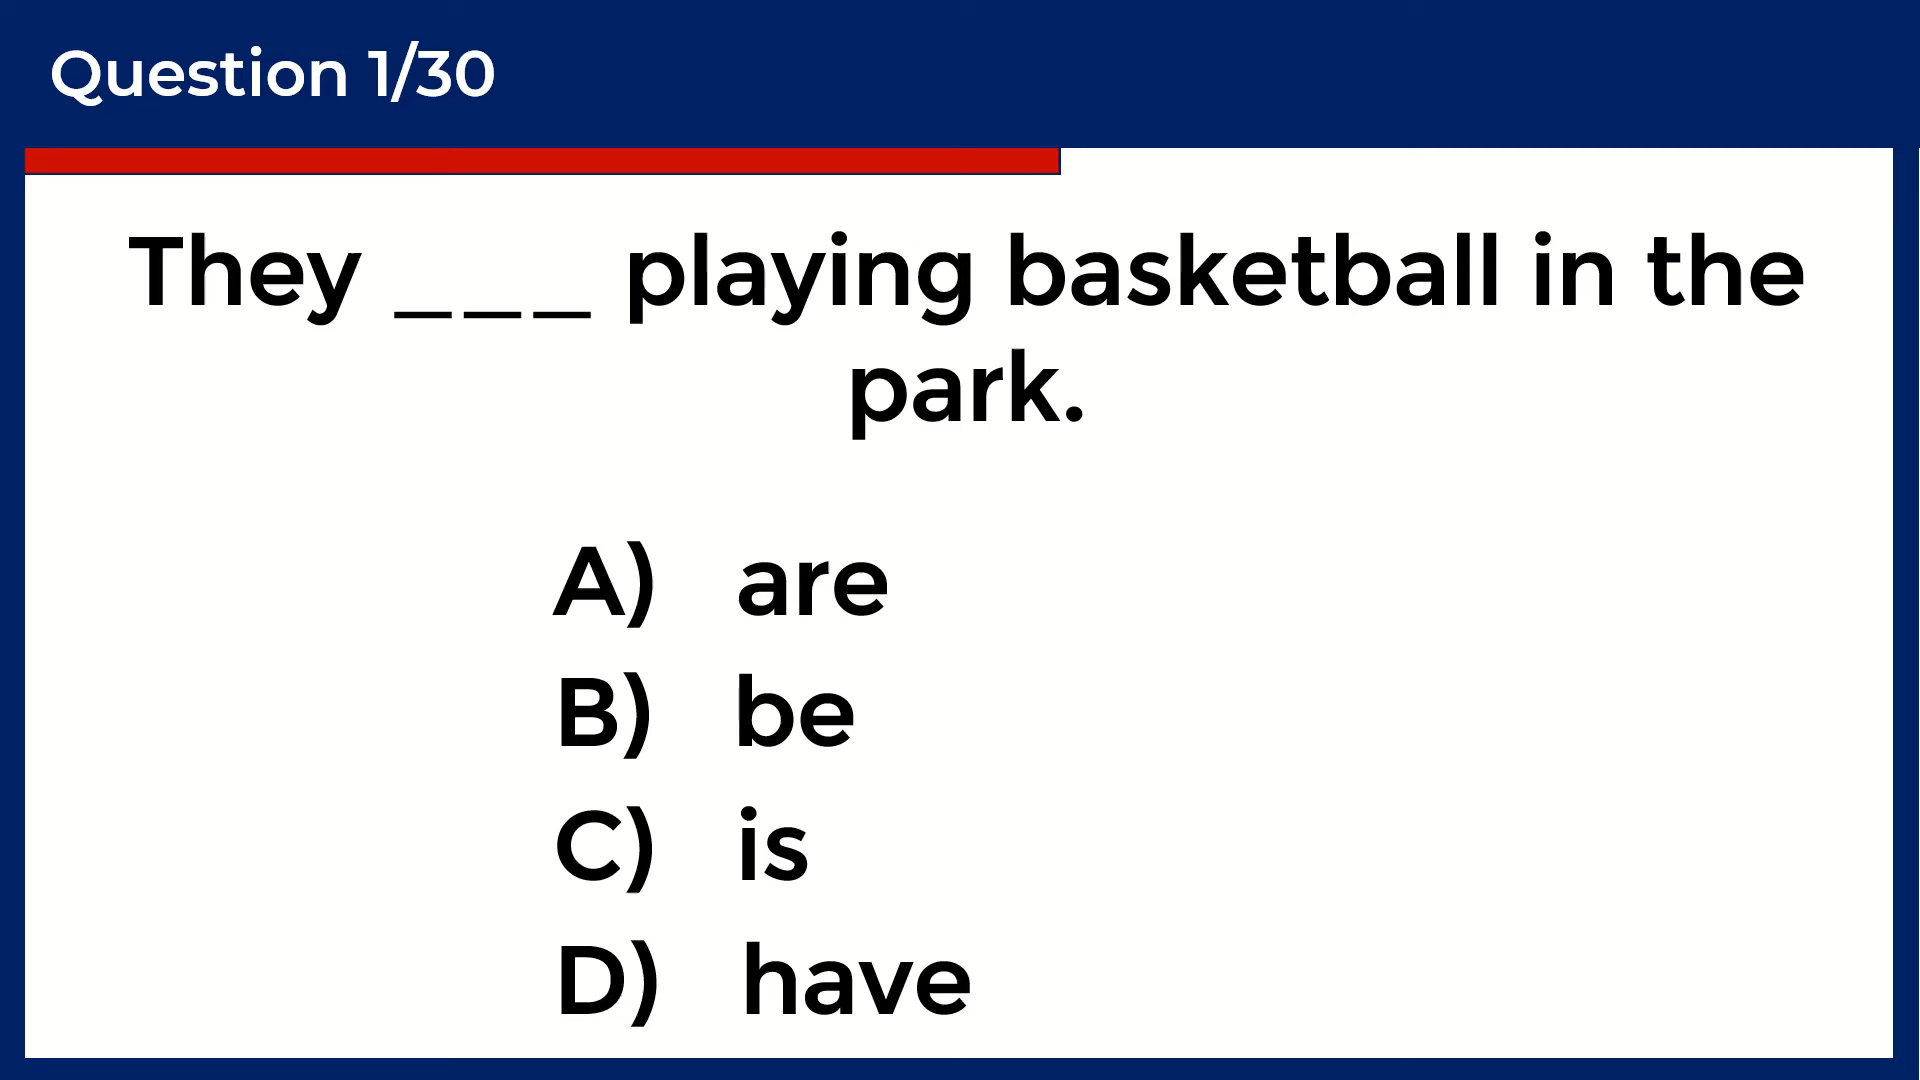 Question 1/30
They ___ playing basketball in the
park.
A) are
B) be
C) is
D) have